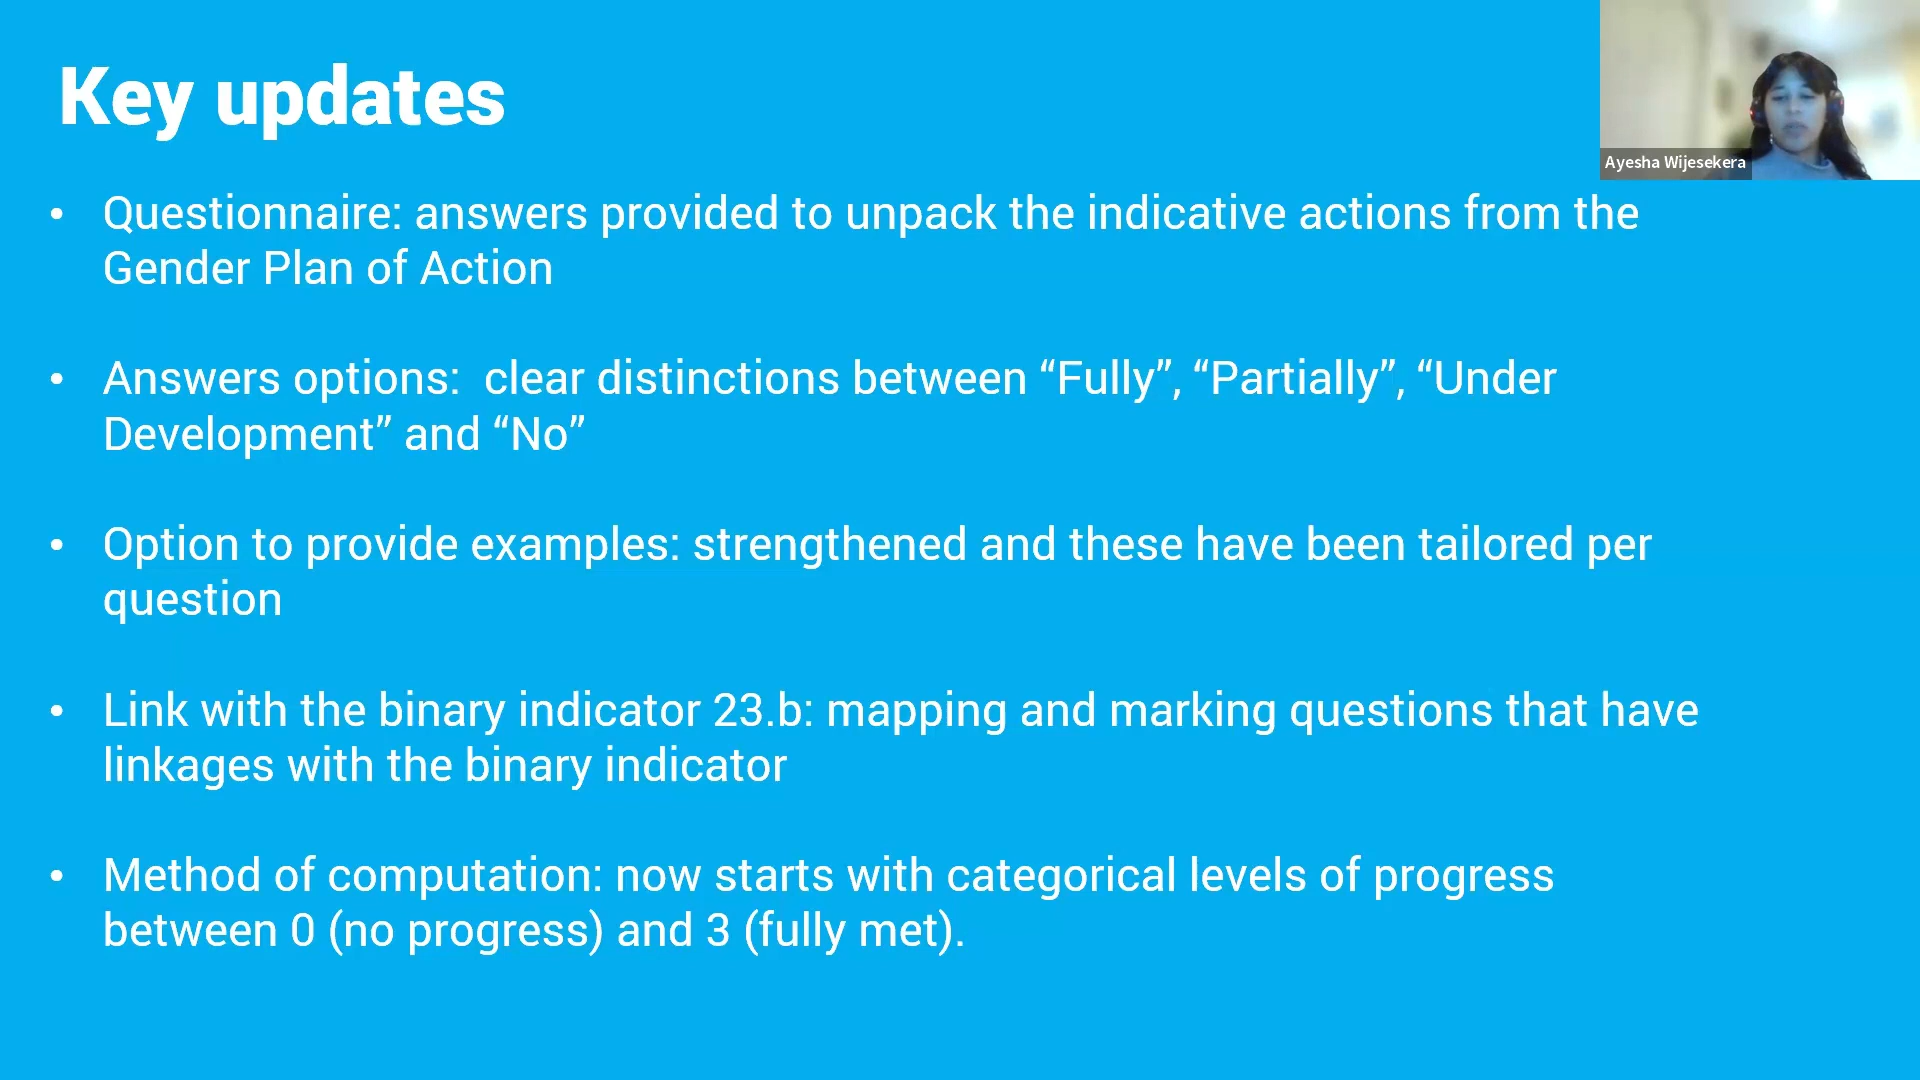 Key updates
Ayesha Wijesekera
• Questionnaire: answers provided to unpack the indicative actions from the
Gender Plan of Action
• Answers options:  clear distinctions between “Fully”, “Partially”, “Under
Development” and “No”
• Option to provide examples: strengthened and these have been tailored per
question
• Link with the binary indicator 23.b: mapping and marking questions that have
linkages with the binary indicator
• Method of computation: now starts with categorical levels of progress
between 0 (no progress) and 3 (fully met).